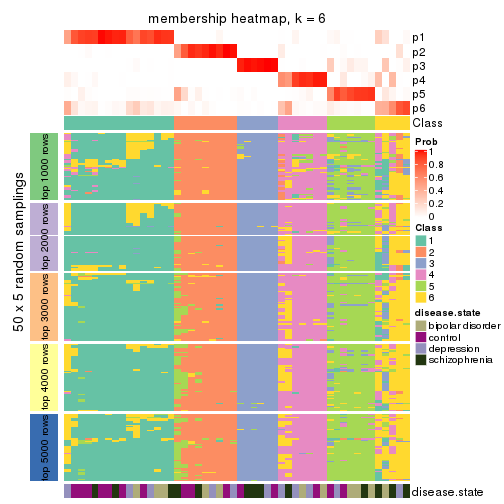 membership heatmap, k = 6
p1
p2
p3
p4
p5
p6
Class
50 x 5 random samplings
top 1000 rows
top 2000 rows
top 3000 rows
top 4000 rows
top 5000 rows
Prob
1
0.8
0.6
0.4
0.2
0
Class
1
2
3
4
5
6
disease.state
bipolar disorder
control
depression
schizophrenia
disease.state